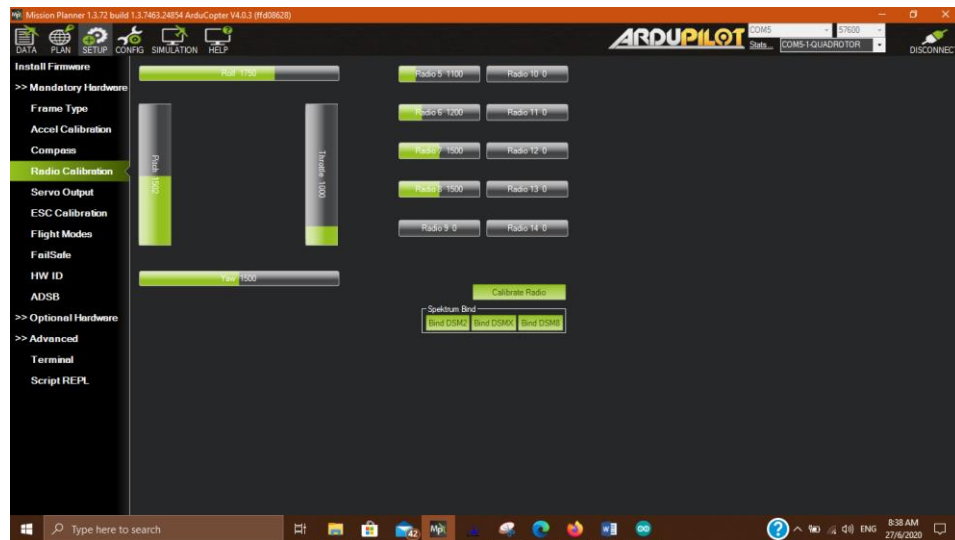 Mission Planner 1.3.72 build 1.3.7463.24854 ArduCopter V4.0.3 (ffd08628)
DATA PLAN SETUP CONFIG SIMULATION HELP
ARDUPILOT
COM5 57600
Stats... COM5-1-QUADROTOR
DISCONNEC
Install Firmware
>> Mandatory Hardware
Frame Type
Accel Calibration
Compass
Radio Calibration
Servo Output
ESC Calibration
Flight Modes
FailSafe
HW ID
ADSB
>> Optional Hardware
>> Advanced
Terminal
Script REPL
Roll 1750
Pitch 1502
Throttle 1000
Yaw 1500
Radio 5 1100 Radio 10 0
Radio 6 1200 Radio 11 0
Radio 7 1500 Radio 12 0
Radio 8 1500 Radio 13 0
Radio 9 0 Radio 14 0
Calibrate Radio
Spektrum Bind
Bind DSM2 Bind DSMX Bind DSM8
Type here to search
42
MP
ENG
8:38 AM
27/6/2020